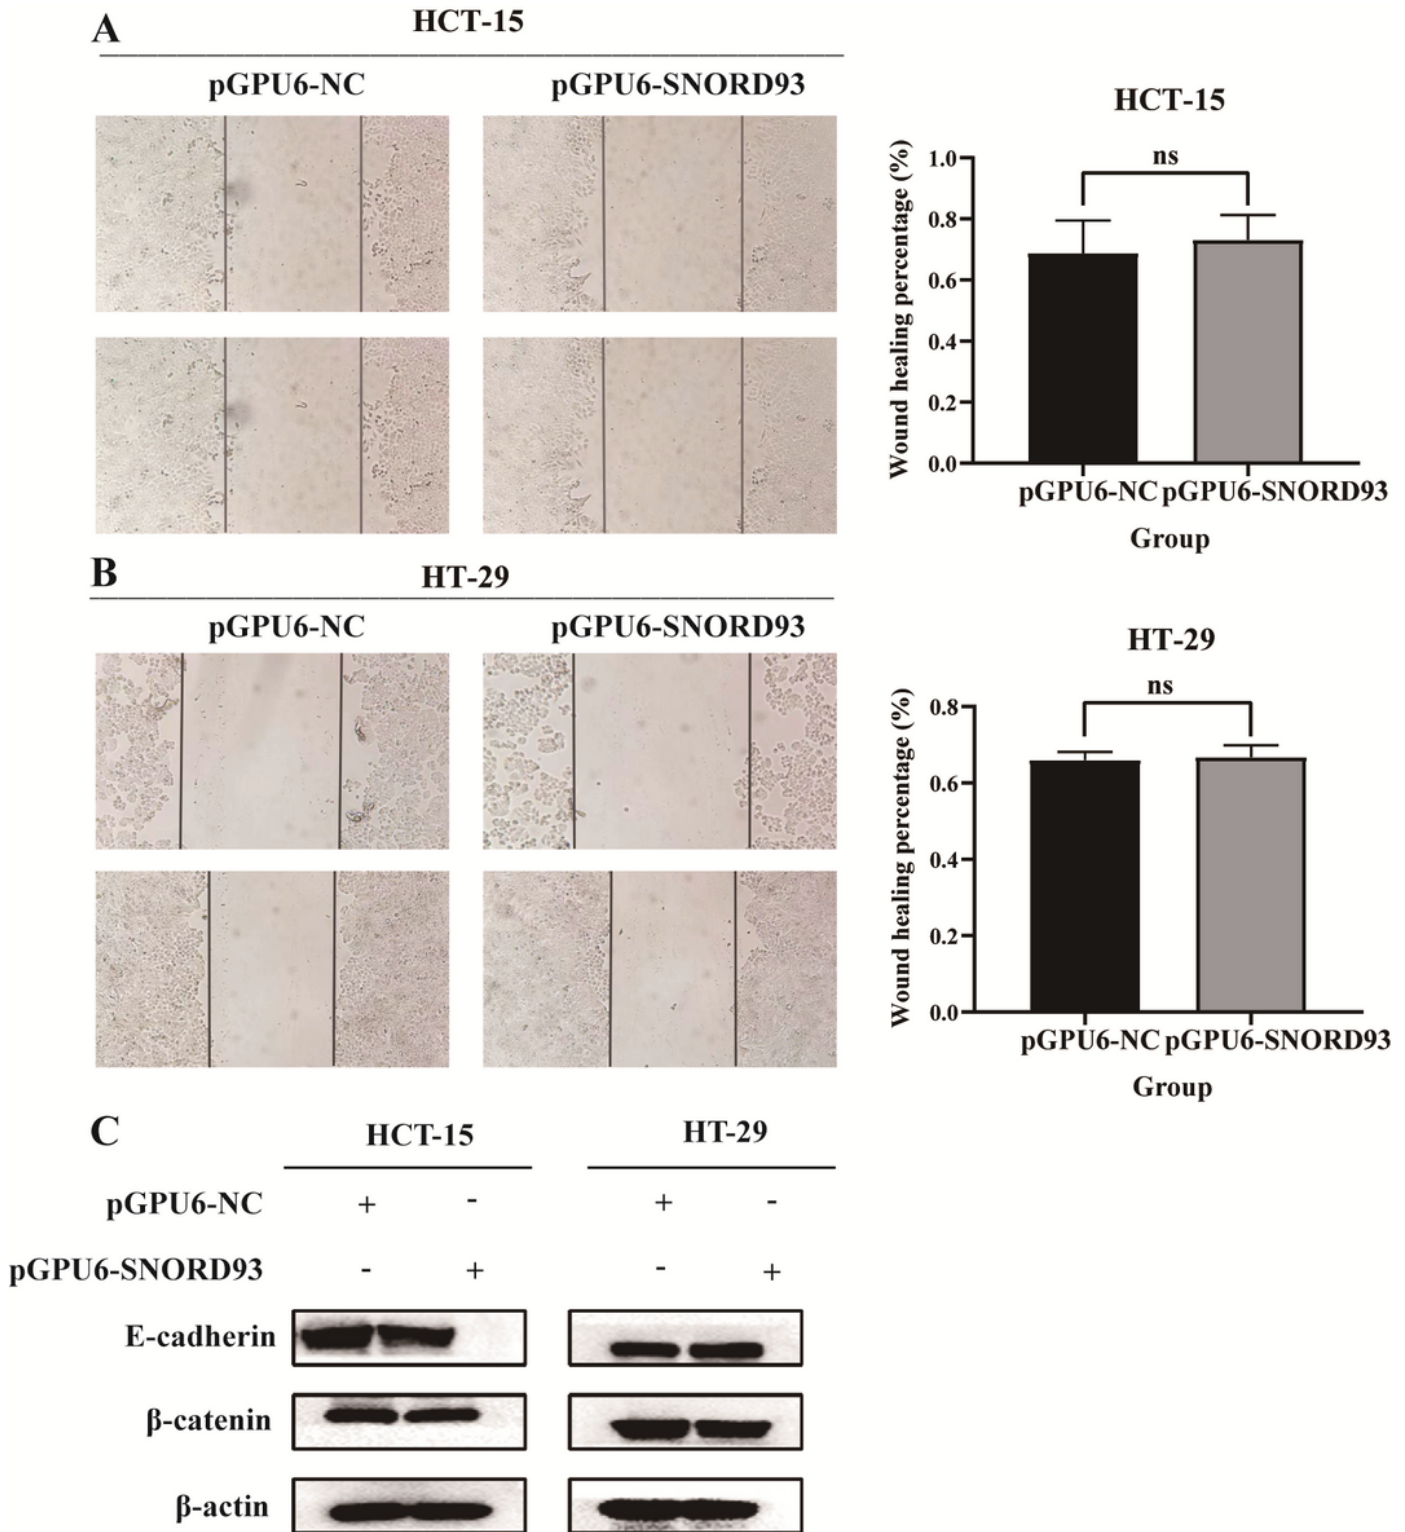 A
HCT-15
pGPU6-NC pGPU6-SNORD93
HCT-15
Wound healing percentage (%)
1.0
0.8
0.6
0.4
0.2
0.0
ns
pGPU6-NC pGPU6-SNORD93
Group
B
HT-29
pGPU6-NC pGPU6-SNORD93
HT-29
Wound healing percentage (%)
0.8
0.6
0.4
0.2
0.0
ns
pGPU6-NC pGPU6-SNORD93
Group
C
HCT-15 HT-29
pGPU6-NC + - + -
pGPU6-SNORD93 - + - +
E-cadherin
β-catenin
β-actin